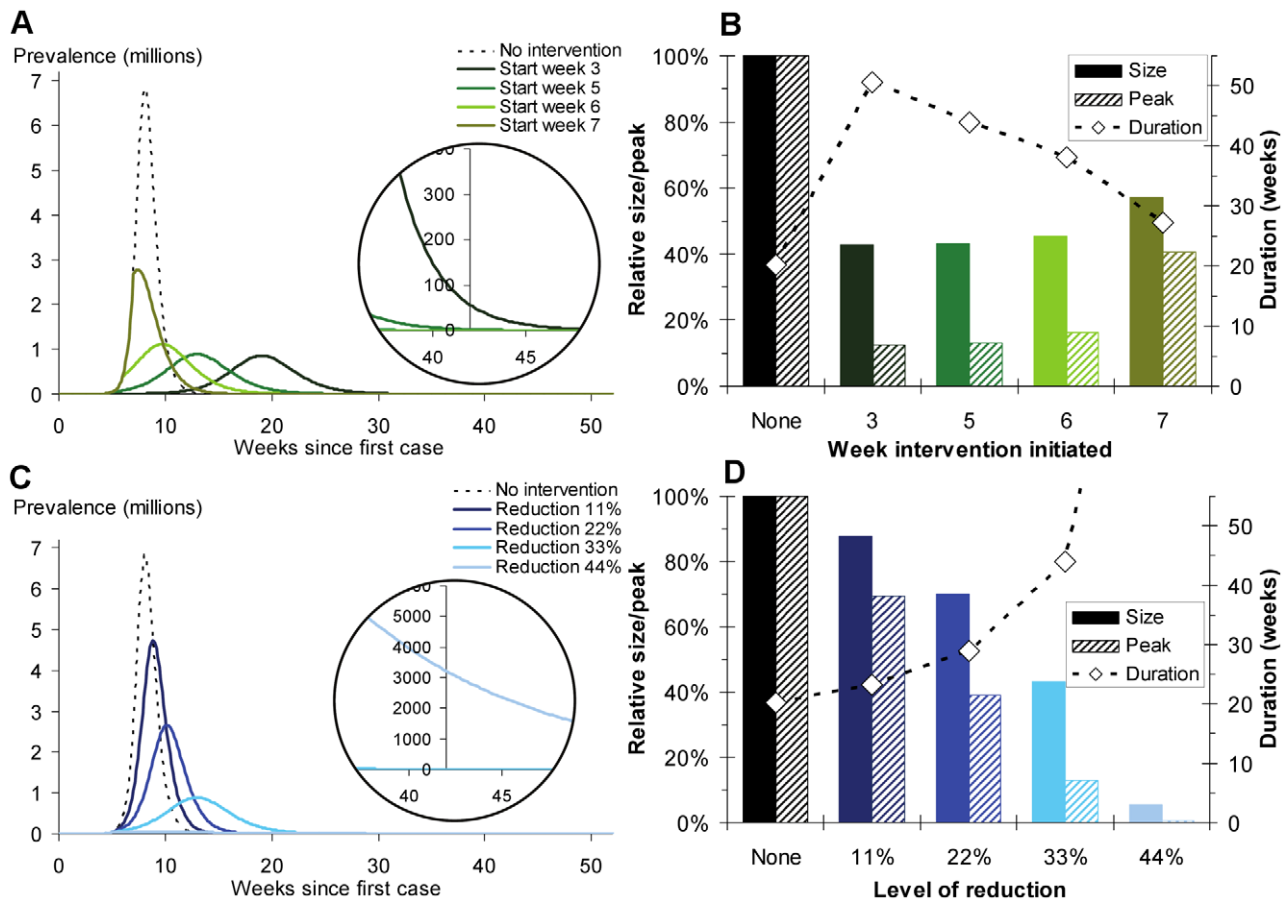 A
Prevalence (millions)
No intervention
Start week 3
Start week 5
Start week 6
Start week 7
7
6
5
4
3
2
1
0
300
200
100
0
40 45
0 10 20 30 40 50
Weeks since first case
B
100%
80%
60%
40%
20%
0%
Relative size/peak
Size
Peak
Duration
50
40
30
20
10
0
Duration (weeks)
None 3 5 6 7
Week intervention initiated
C
Prevalence (millions)
No intervention
Reduction 11%
Reduction 22%
Reduction 33%
Reduction 44%
7
6
5
4
3
2
1
0
5000
4000
3000
2000
1000
0
40 45
0 10 20 30 40 50
Weeks since first case
D
100%
80%
60%
40%
20%
0%
Relative size/peak
Size
Peak
Duration
50
40
30
20
10
0
Duration (weeks)
None 11% 22% 33% 44%
Level of reduction